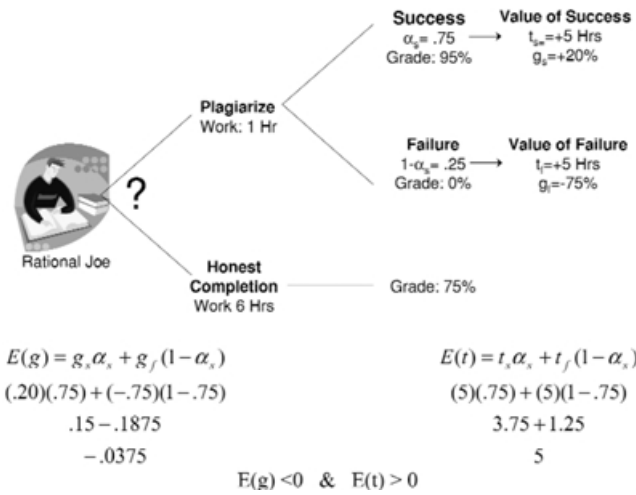 Success
αs= .75
Grade: 95%
Value of Success
ts==+5 Hrs
gs=+20%
Plagiarize
Work: 1 Hr
Failure
1-αs= .25
Grade: 0%
Value of Failure
tf=+5 Hrs
gf=-75%
?
Rational Joe
Honest
Completion
Work 6 Hrs
Grade: 75%
E(g) = gsαs + gf(1-αs)
(.20)(.75) + (-.75)(1-.75)
.15-.1875
-.0375
E(t) = tsαs + tf(1-αs)
(5)(.75) + (5)(1-.75)
3.75+1.25
5
E(g) <0 & E(t) > 0